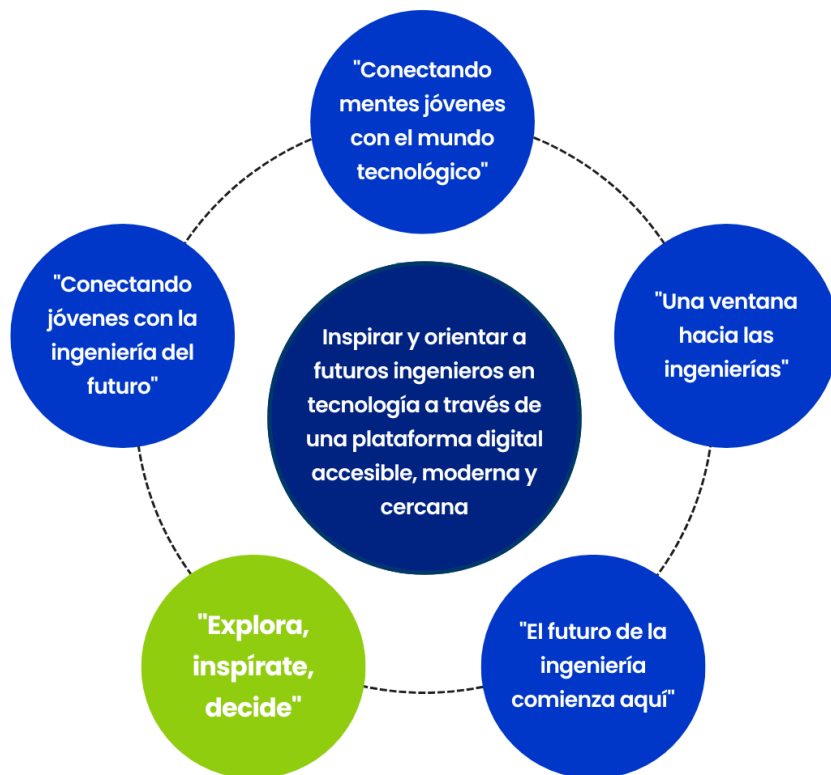 "Conectando
mentes jóvenes
con el mundo
tecnológico"
"Conectando
jóvenes con la
ingeniería del
futuro"
"Una ventana
hacia las
ingenierías"
Inspirar y orientar a
futuros ingenieros en
tecnología a través de
una plataforma digital
accesible, moderna y
cercana
"Explora,
inspírate,
decide"
"El futuro de la
ingeniería
comienza aquí"